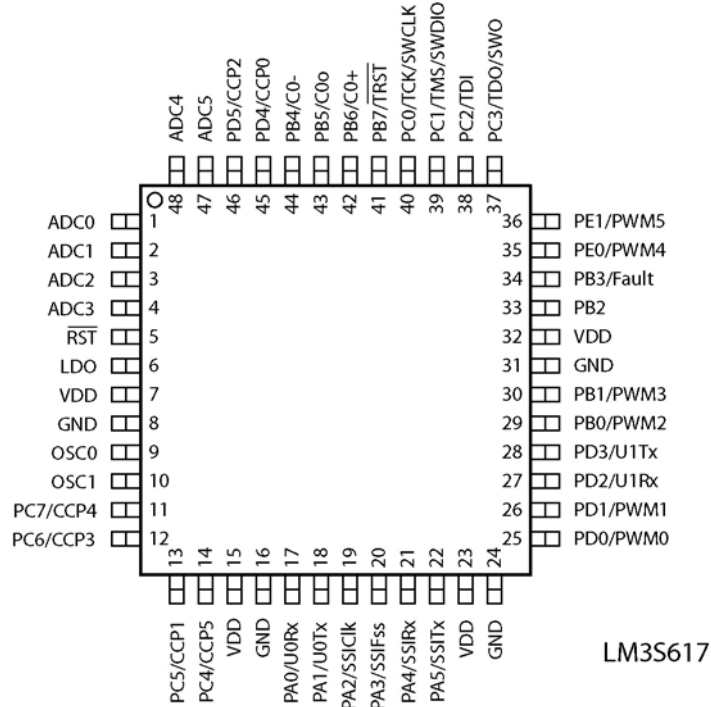 ADC4
ADC5
PD5/CCP2
PD4/CCP0
PB4/C0-
PB5/C0o
PB6/C0+
PB7/TRST
PC0/TCK/SWCLK
PC1/TMS/SWDIO
PC2/TDI
PC3/TDO/SWO
48
47
46
45
44
43
42
41
40
39
38
37
ADC0 1
ADC1 2
ADC2 3
ADC3 4
RST 5
LDO 6
VDD 7
GND 8
OSC0 9
OSC1 10
PC7/CCP4 11
PC6/CCP3 12
36 PE1/PWM5
35 PE0/PWM4
34 PB3/Fault
33 PB2
32 VDD
31 GND
30 PB1/PWM3
29 PB0/PWM2
28 PD3/U1Tx
27 PD2/U1Rx
26 PD1/PWM1
25 PD0/PWM0
13
14
15
16
17
18
19
20
21
22
23
24
PC5/CCP1
PC4/CCP5
VDD
GND
PA0/U0Rx
PA1/U0Tx
PA2/SSIClk
PA3/SSIFss
PA4/SSIRx
PA5/SSITx
VDD
GND
LM3S617